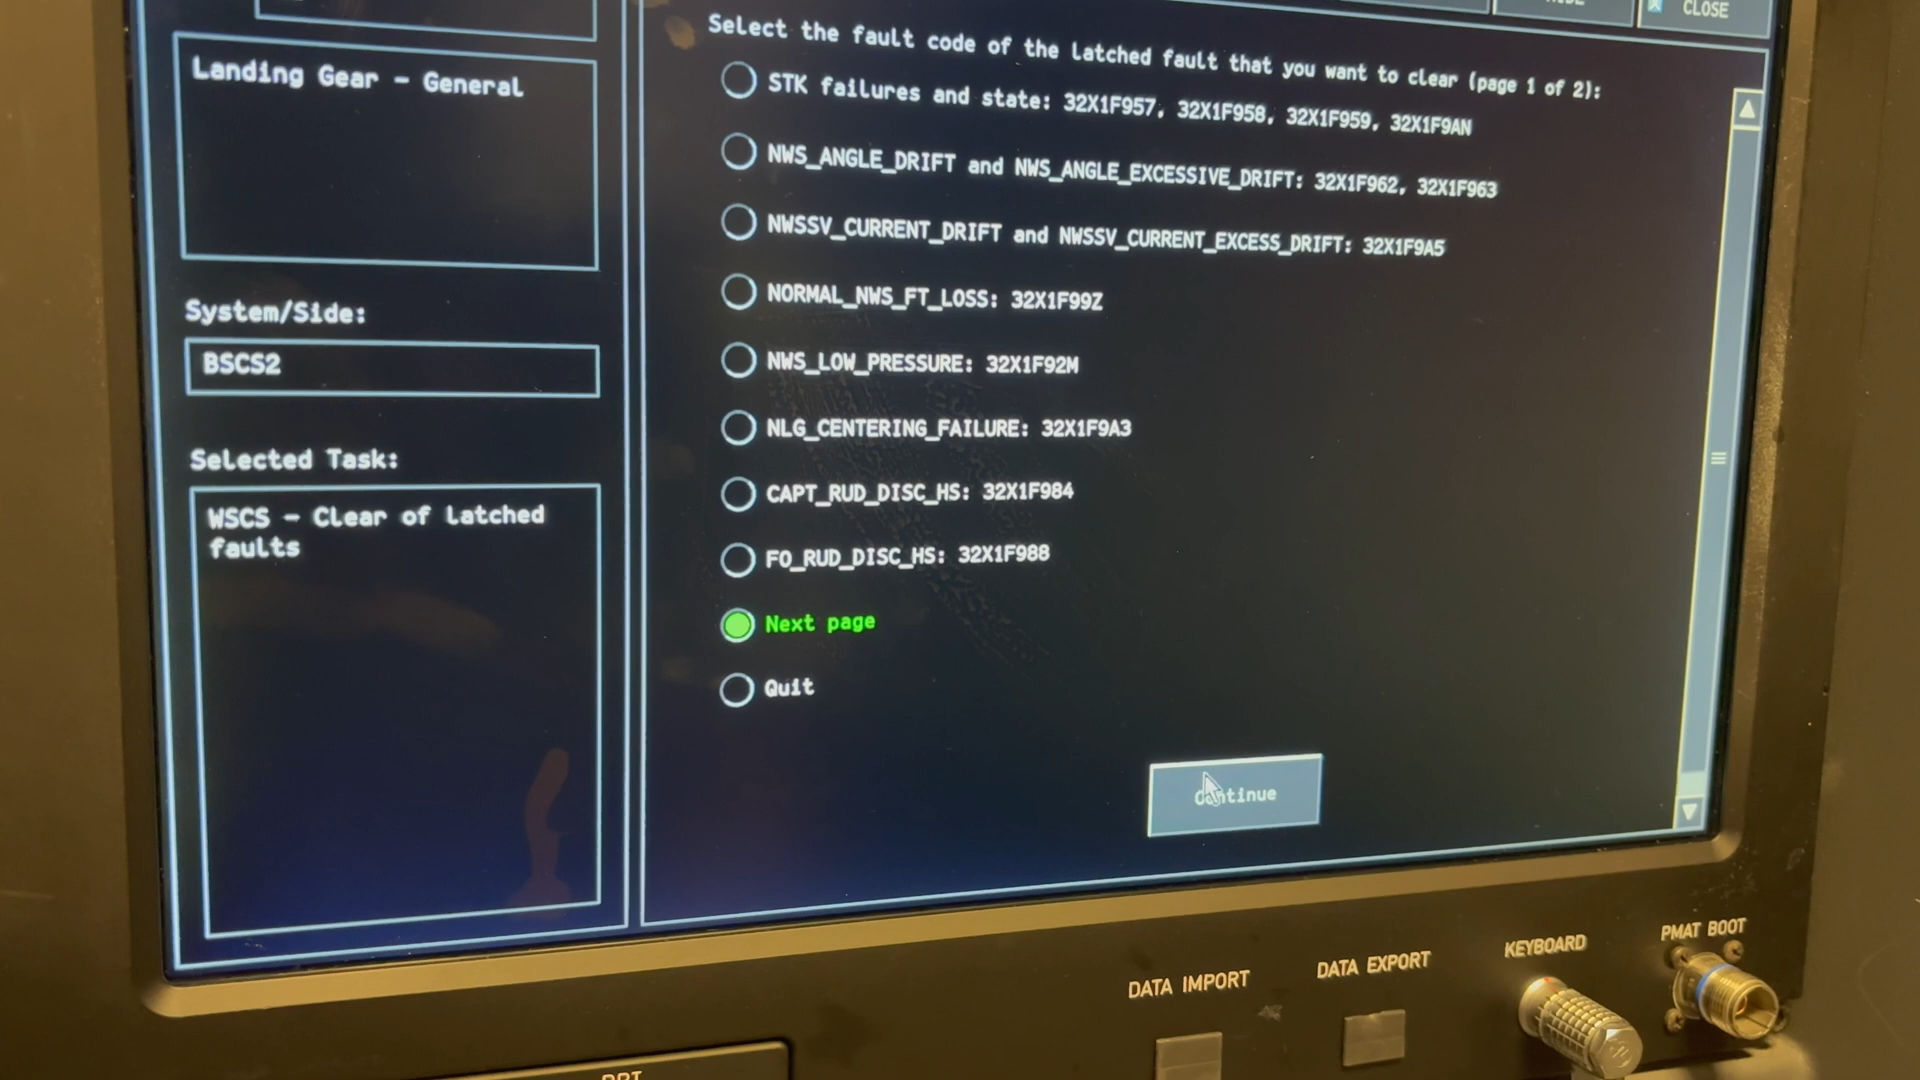 CLOSE
Landing Gear - General
System/Side:
BSCS2
Selected Task:
WSCS - Clear of latched
faults
Select the fault code of the latched fault that you want to clear (page 1 of 2):
STK failures and state: 32X1F957, 32X1F958, 32X1F959, 32X1F9AN
NWS_ANGLE_DRIFT and NWS_ANGLE_EXCESSIVE_DRIFT: 32X1F962, 32X1F963
NWSSV_CURRENT_DRIFT and NWSSV_CURRENT_EXCESS_DRIFT: 32X1F9A5
NORMAL_NWS_FT_LOSS: 32X1F99Z
NWS_LOW_PRESSURE: 32X1F92M
NLG_CENTERING_FAILURE: 32X1F9A3
CAPT_RUD_DISC_HS: 32X1F984
FO_RUD_DISC_HS: 32X1F988
Next page
Quit
Continue
DATA IMPORT
DATA EXPORT
KEYBOARD
PMAT BOOT